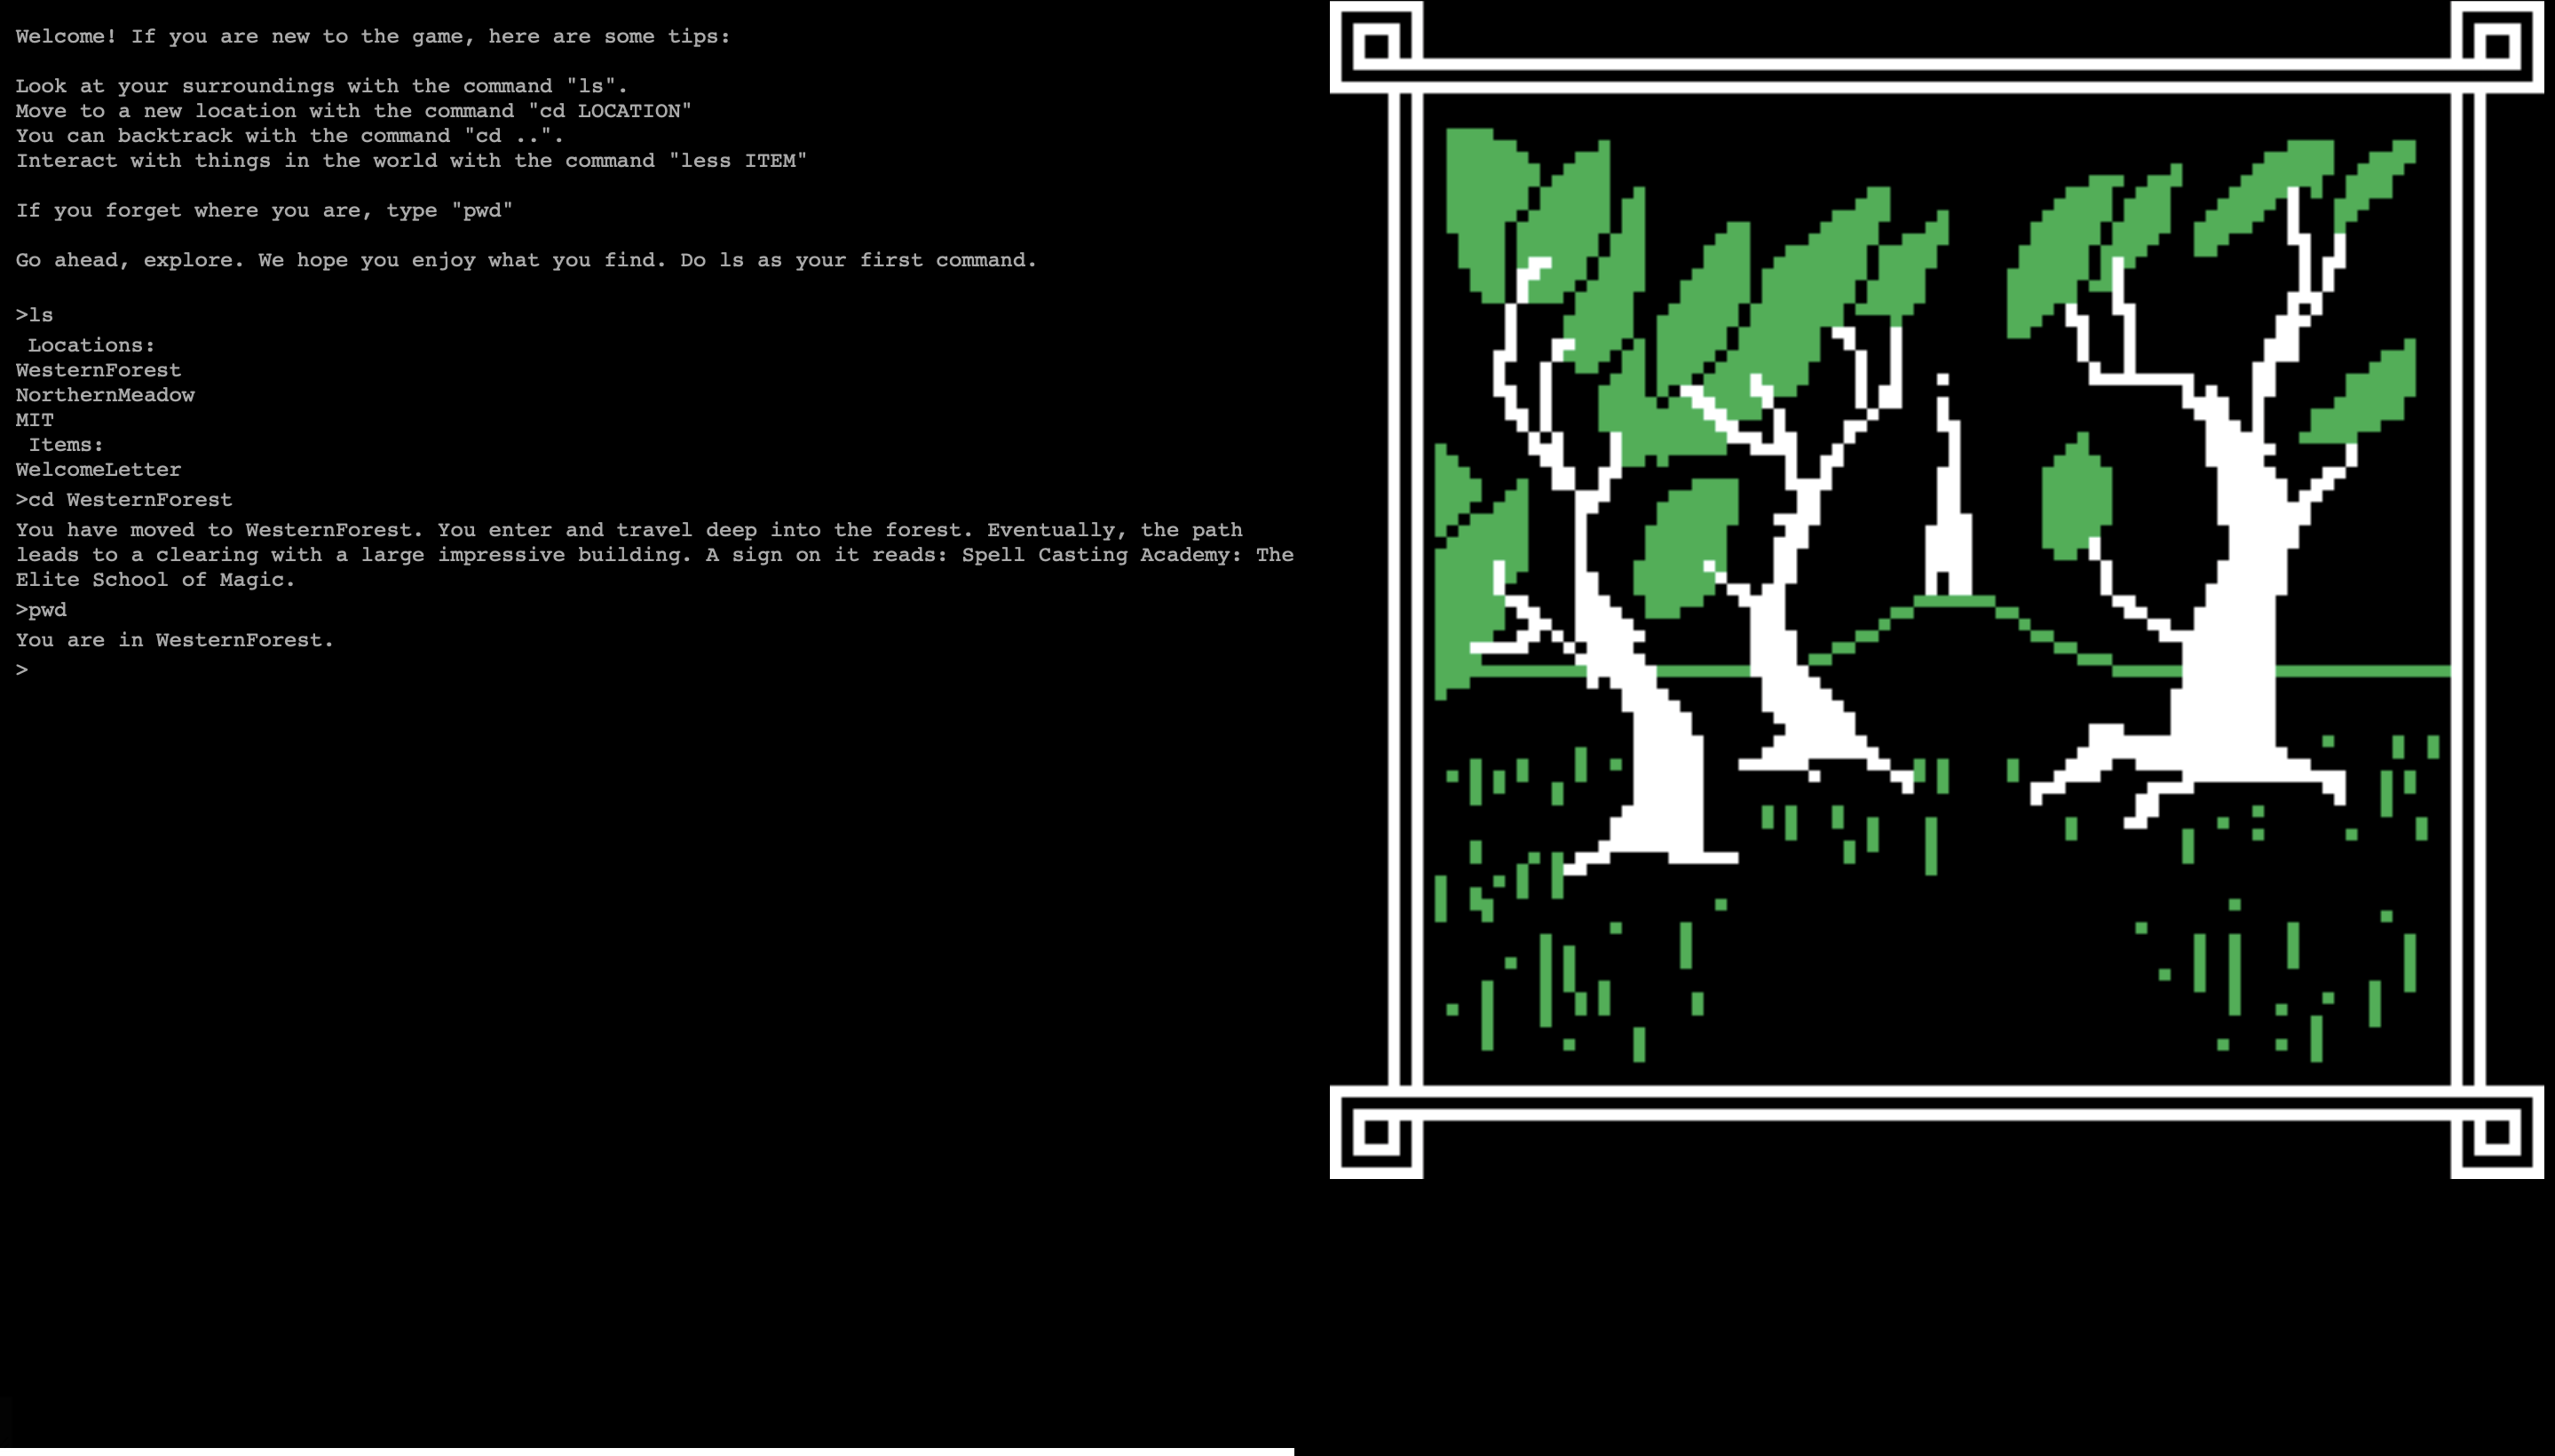 Welcome! If you are new to the game, here are some tips:
Look at your surroundings with the command "ls".
Move to a new location with the command "cd LOCATION"
You can backtrack with the command "cd ..".
Interact with things in the world with the command "less ITEM"
If you forget where you are, type "pwd"
Go ahead, explore. We hope you enjoy what you find. Do ls as your first command.
>ls
Locations:
WesternForest
NorthernMeadow
MIT
Items:
WelcomeLetter
>cd WesternForest
You have moved to WesternForest. You enter and travel deep into the forest. Eventually, the path
leads to a clearing with a large impressive building. A sign on it reads: Spell Casting Academy: The
Elite School of Magic.
>pwd
You are in WesternForest.
>